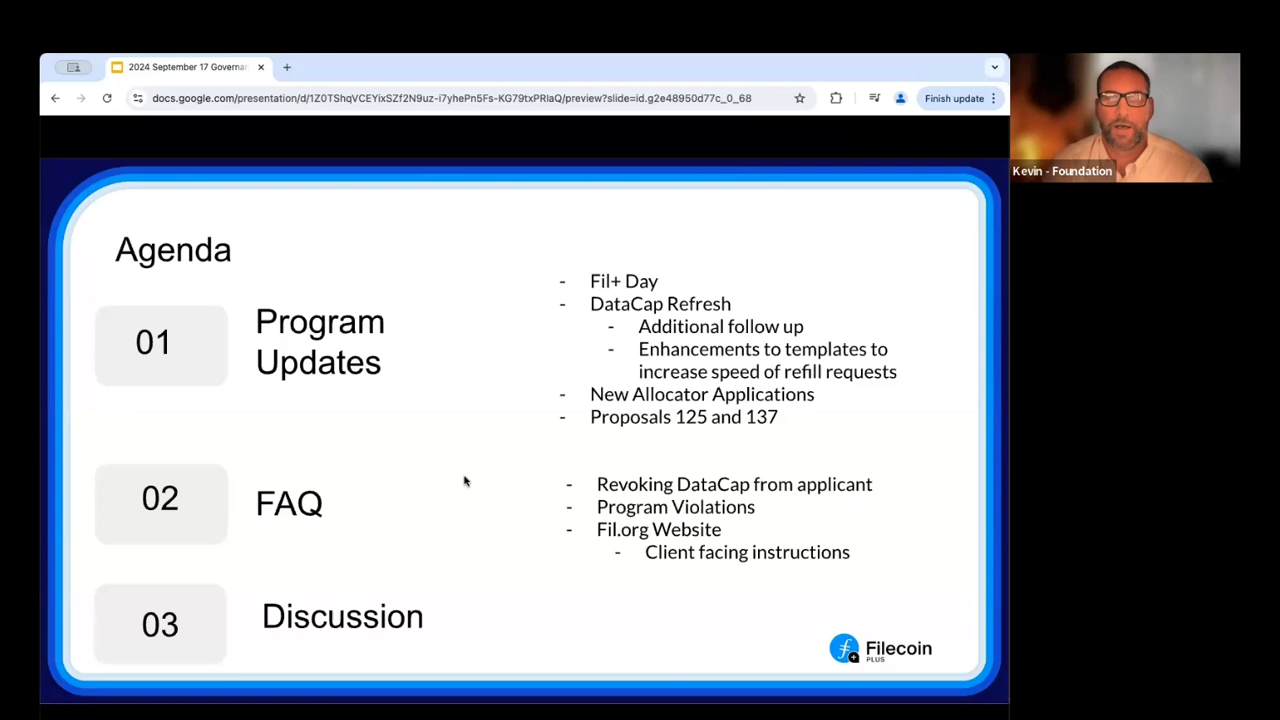 2024 September 17 Governa
docs.google.com/presentation/d/1Z0TShqVCEYixSZf2N9uz-i7yhePn5Fs-KG79txPRlaQ/preview?slide=id.g2e48950d77c_0_68
Finish update
Kevin - Foundation
Agenda
01
Program
Updates
- Fil+ Day
- DataCap Refresh
- Additional follow up
- Enhancements to templates to
increase speed of refill requests
- New Allocator Applications
- Proposals 125 and 137
02
FAQ
- Revoking DataCap from applicant
- Program Violations
- Fil.org Website
- Client facing instructions
03
Discussion
Filecoin
PLUS